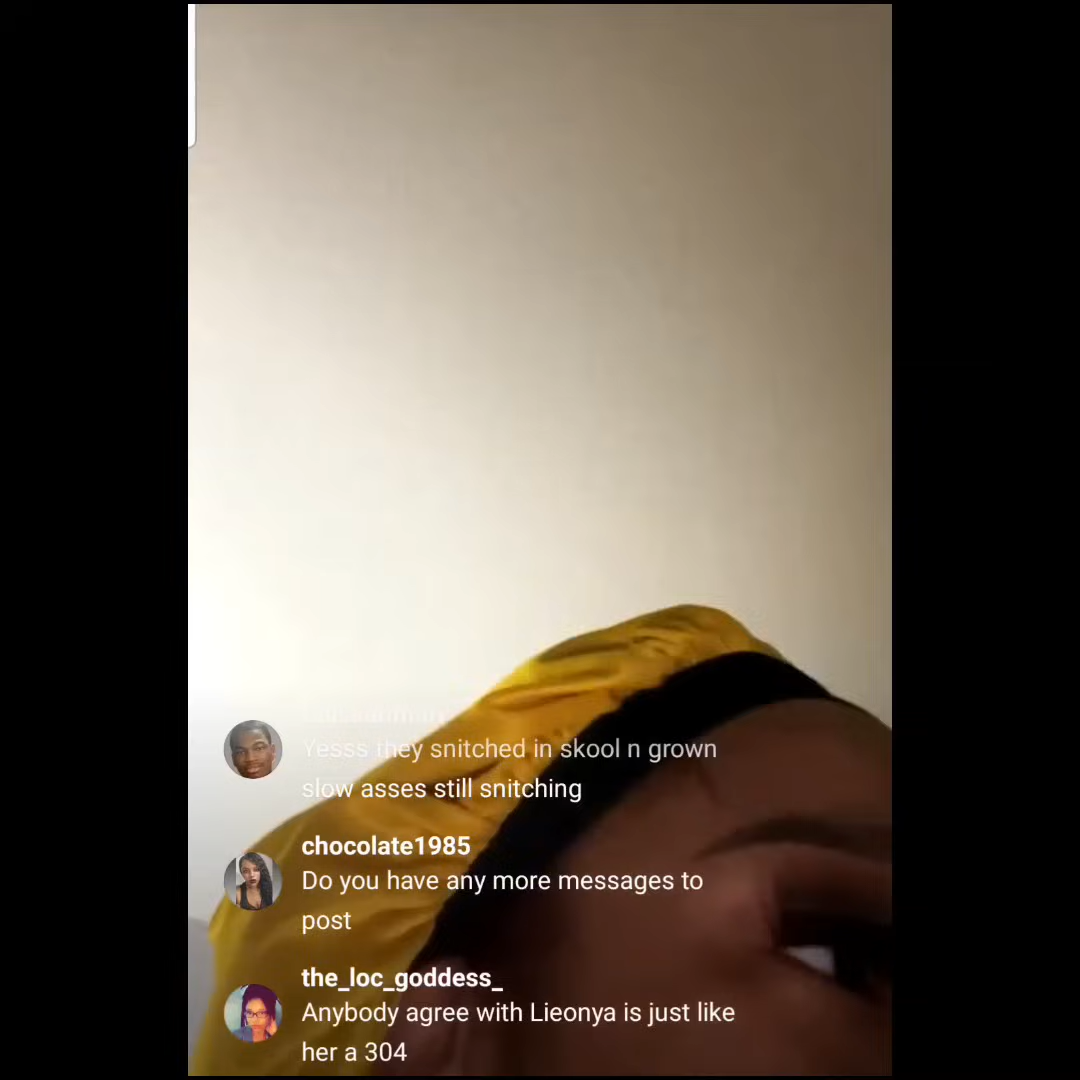 Yesss they snitched in skool n grown
slow asses still snitching
chocolate1985
Do you have any more messages to
post
the_loc_goddess_
Anybody agree with Lieonya is just like
her a 304